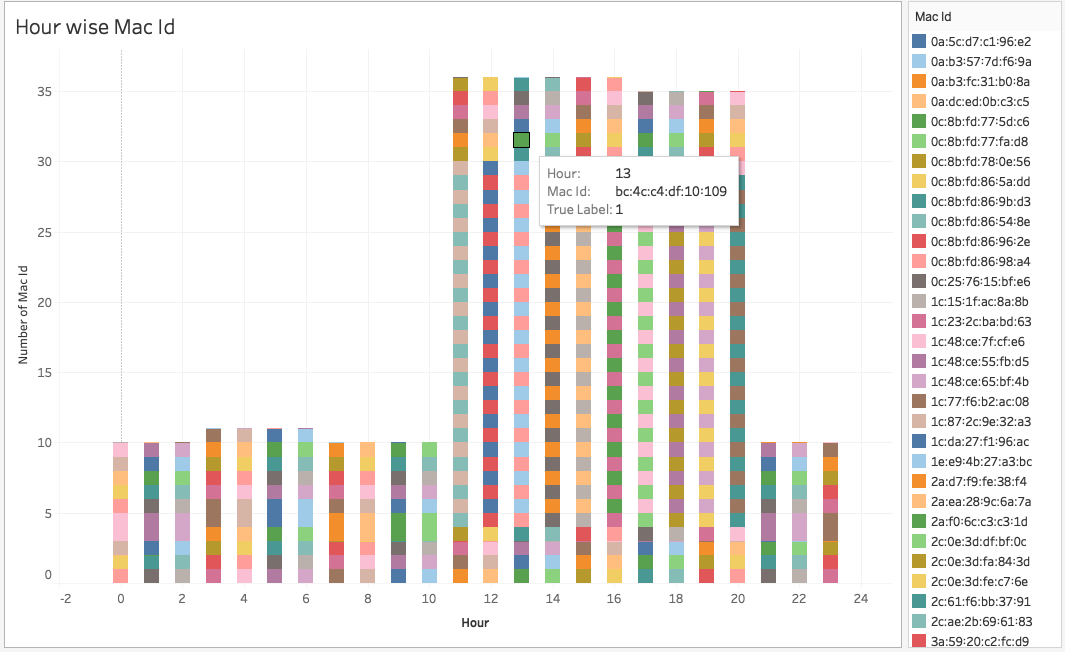 Hour wise Mac Id
Number of Mac Id
35
30
25
20
15
10
5
0
Hour: 13
Mac Id: bc:4c:c4:df:10:109
True Label: 1
-2 0 2 4 6 8 10 12 14 16 18 20 22 24
Hour
Mac Id
0a:5c:d7:c1:96:e2
0a:b3:57:7d:f6:9a
0a:b3:fc:31:b0:8a
0a:dc:ed:0b:c3:c5
0c:8b:fd:77:5d:c6
0c:8b:fd:77:fa:d8
0c:8b:fd:78:0e:56
0c:8b:fd:86:5a:dd
0c:8b:fd:86:9b:d3
0c:8b:fd:86:54:8e
0c:8b:fd:86:96:2e
0c:8b:fd:86:98:a4
0c:25:76:15:bf:e6
1c:15:1f:ac:8a:8b
1c:23:2c:ba:bd:63
1c:48:ce:7f:cf:e6
1c:48:ce:55:fb:d5
1c:48:ce:65:bf:4b
1c:77:f6:b2:ac:08
1c:87:2c:9e:32:a3
1c:da:27:f1:96:ac
1e:e9:4b:27:a3:bc
2a:d7:f9:fe:38:f4
2a:ea:28:9c:6a:7a
2a:f0:6c:c3:c3:1d
2c:0e:3d:df:bf:0c
2c:0e:3d:fa:84:3d
2c:0e:3d:fe:c7:6e
2c:61:f6:bb:37:91
2c:ae:2b:69:61:83
3a:59:20:c2:fc:d9